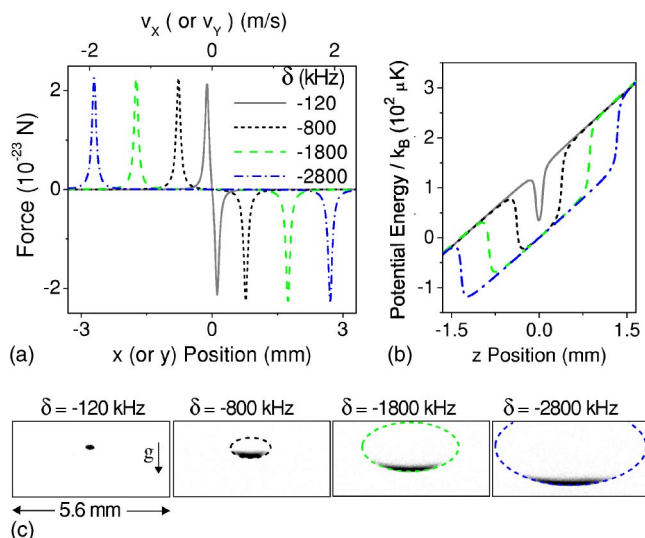 v_X ( or v_Y ) (m/s)
-2 0 2
δ (kHz)
-120
-800
-1800
-2800
Force (10^-23 N)
2
0
-2
-3 0 3
(a) x (or y) Position (mm)
Potential Energy / k_B (10^2 µK)
3
2
1
0
-1
-1.5 0.0 1.5
(b) z Position (mm)
δ = -120 kHz δ = -800 kHz δ = -1800 kHz δ = -2800 kHz
g
5.6 mm
(c)